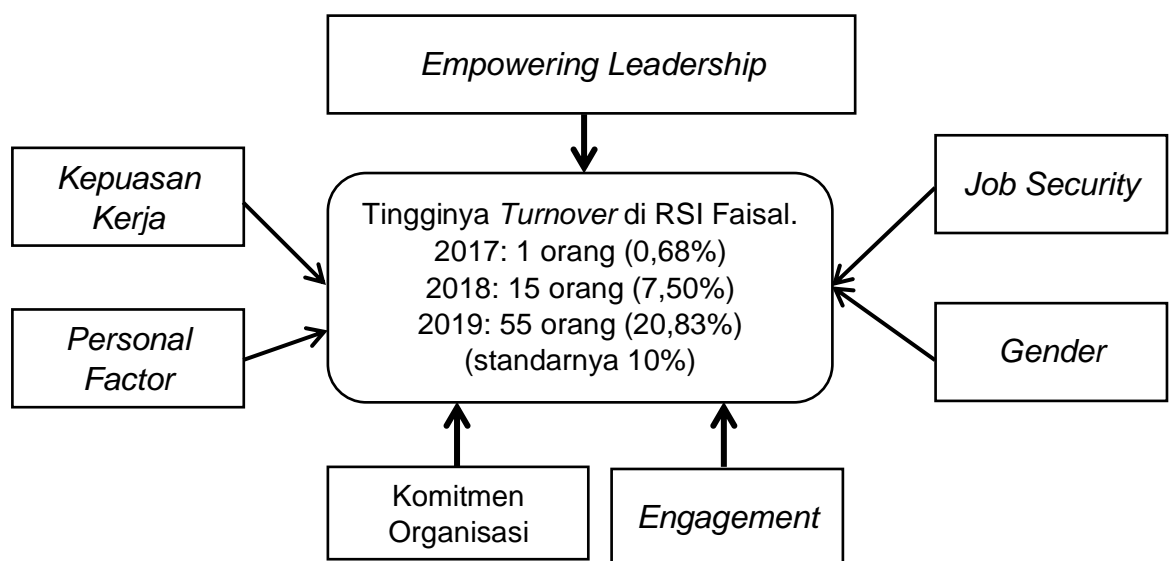 Empowering Leadership
Kepuasan
Kerja
Job Security
Tingginya Turnover di RSI Faisal.
2017: 1 orang (0,68%)
2018: 15 orang (7,50%)
2019: 55 orang (20,83%)
(standarnya 10%)
Personal
Factor
Gender
Komitmen
Organisasi
Engagement